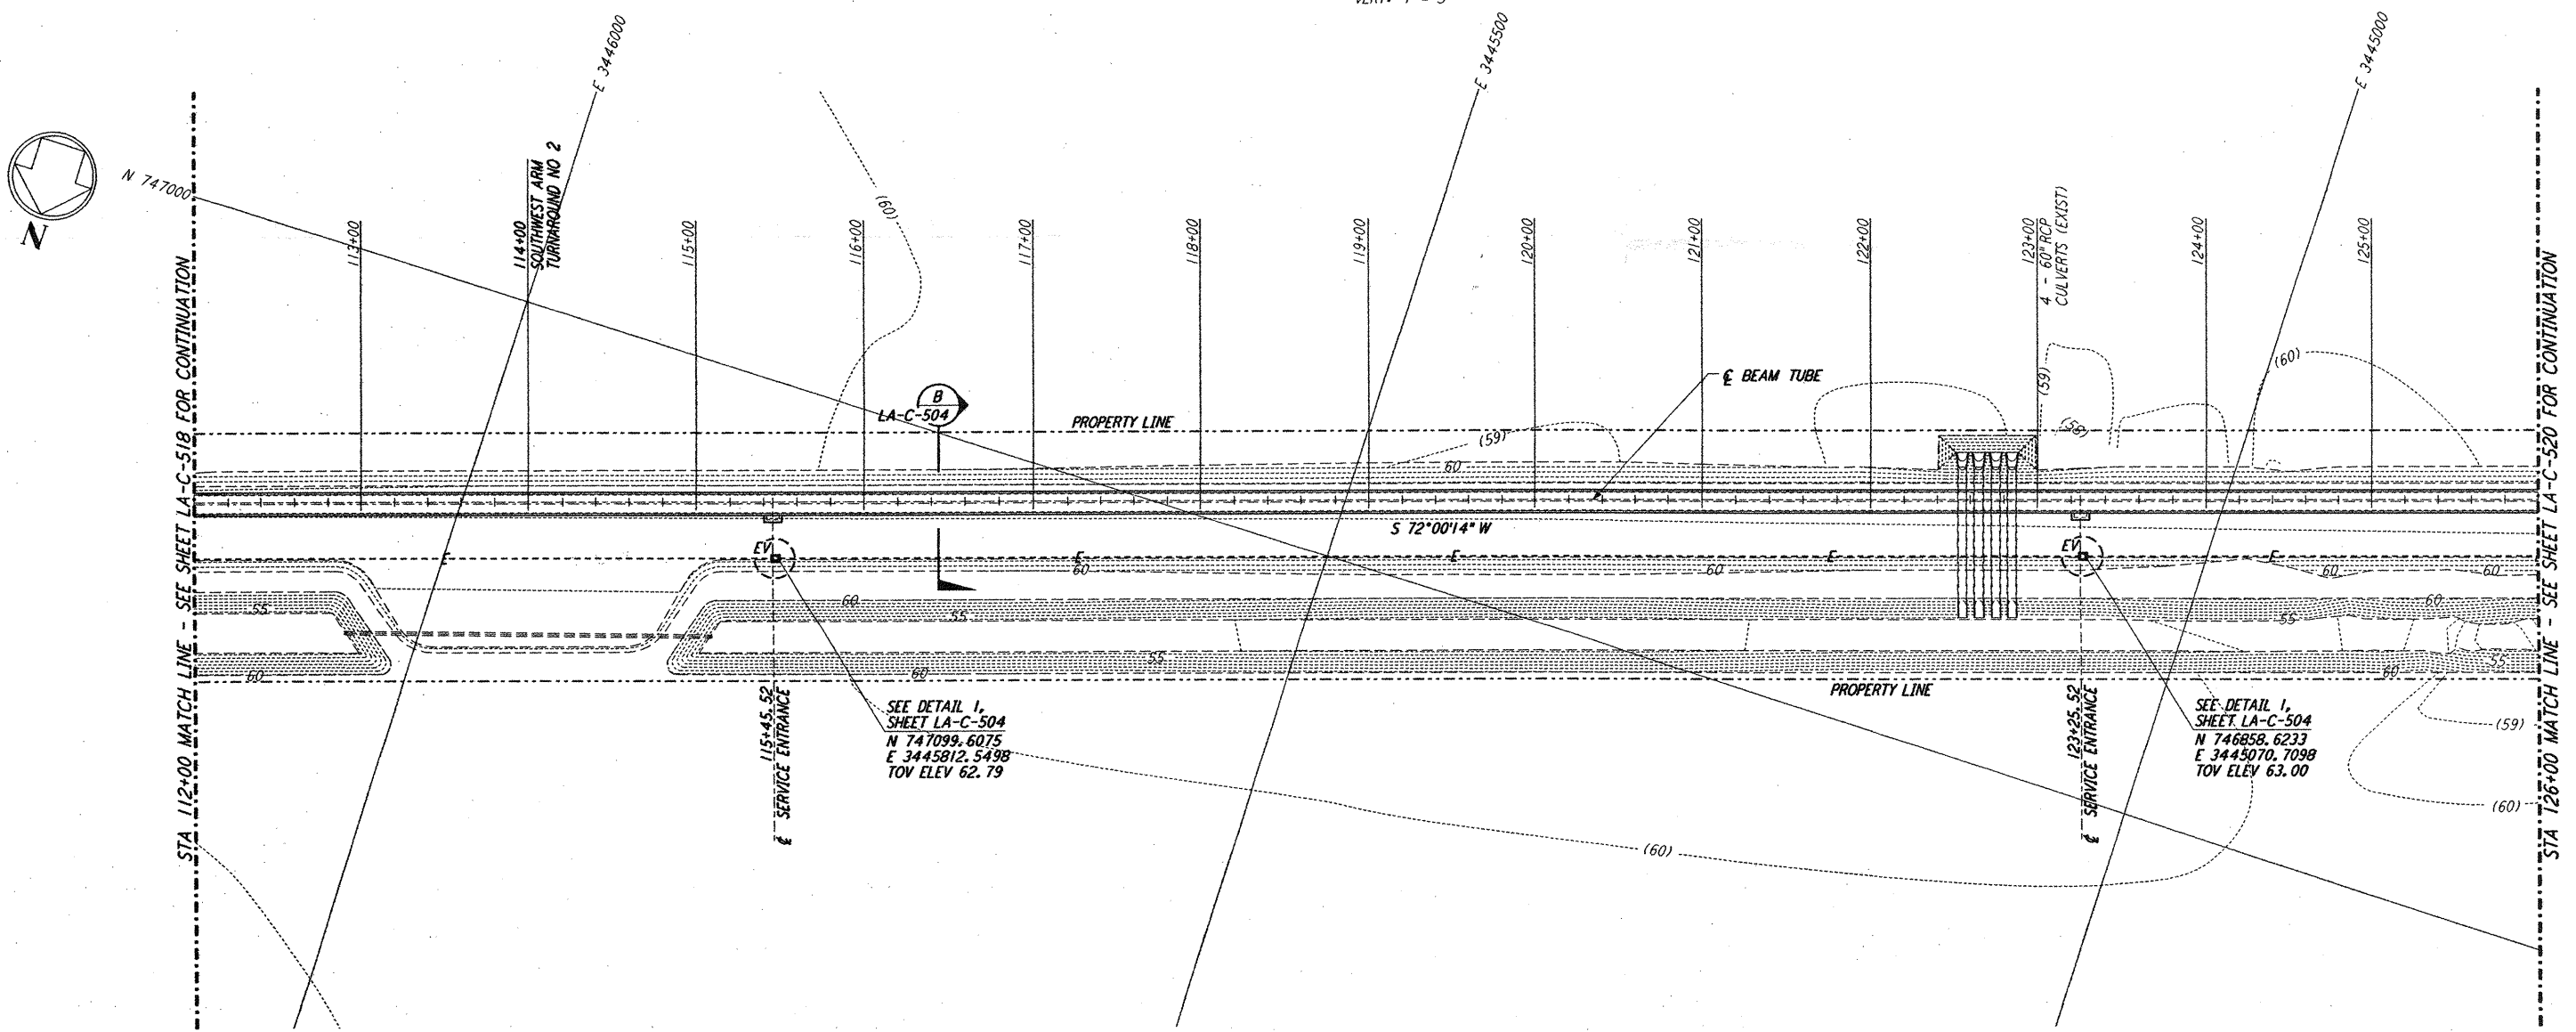 E 3446000
E 3445500
E 3445000
N 747000
N
STA 112+00 MATCH LINE - SEE SHEET LA-C-518 FOR CONTINUATION
113+00
114+00
SOUTHWEST ARM
TURNAROUND NO 2
115+00
116+00
117+00
118+00
119+00
120+00
121+00
122+00
123+00
4 - 60" RCP
CULVERTS (EXIST)
124+00
125+00
STA 126+00 MATCH LINE - SEE SHEET LA-C-520 FOR CONTINUATION
(60)
(59)
(58)
(60)
℄ BEAM TUBE
B
LA-C-504
PROPERTY LINE
(59)
60
S 72°00'14" W
EV
E
E
E
E
EV
E
60
60
60
60
55
60
55
55
60
60
60
55
55
60
55
PROPERTY LINE
115+45.52
℄ SERVICE ENTRANCE
SEE DETAIL 1,
SHEET LA-C-504
N 747099.6075
E 3445812.5498
TOV ELEV 62.79
123+25.52
℄ SERVICE ENTRANCE
SEE DETAIL 1,
SHEET LA-C-504
N 746858.6233
E 3445070.7098
TOV ELEV 63.00
(59)
(60)
(60)